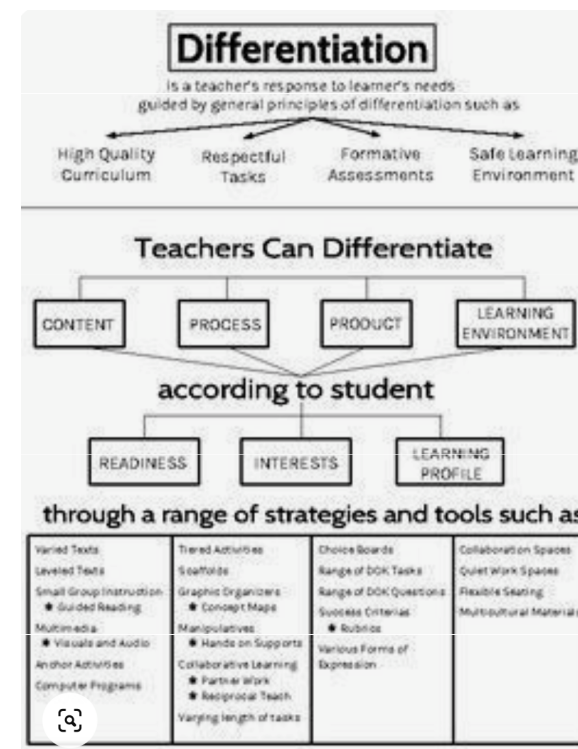 Differentiation
is a teacher's response to learner's needs
guided by general principles of differentiation such as
High Quality
Curriculum
Respectful
Tasks
Formative
Assessments
Safe Learning
Environment
Teachers Can Differentiate
CONTENT
PROCESS
PRODUCT
LEARNING
ENVIRONMENT
according to student
READINESS
INTERESTS
LEARNING
PROFILE
through a range of strategies and tools such as
Varied Texts
Leveled Texts
Small Group Instruction
★ Guided Reading
Multimedia
★ Visuals and Audio
Anchor Activities
Computer Programs
Tiered Activities
Scaffolds
Graphic Organizers
★ Concept Maps
Manipulatives
★ Hands on Supports
Collaborative Learning
★ Partner Work
★ Reciprocal Teach
Varying length of tasks
Choice Boards
Range of DOK Tasks
Range of DOK Questions
Success Criterias
★ Rubrics
Various Forms of
Expression
Collaboration Spaces
Quiet Work Spaces
Flexible Seating
Multicultural Materials